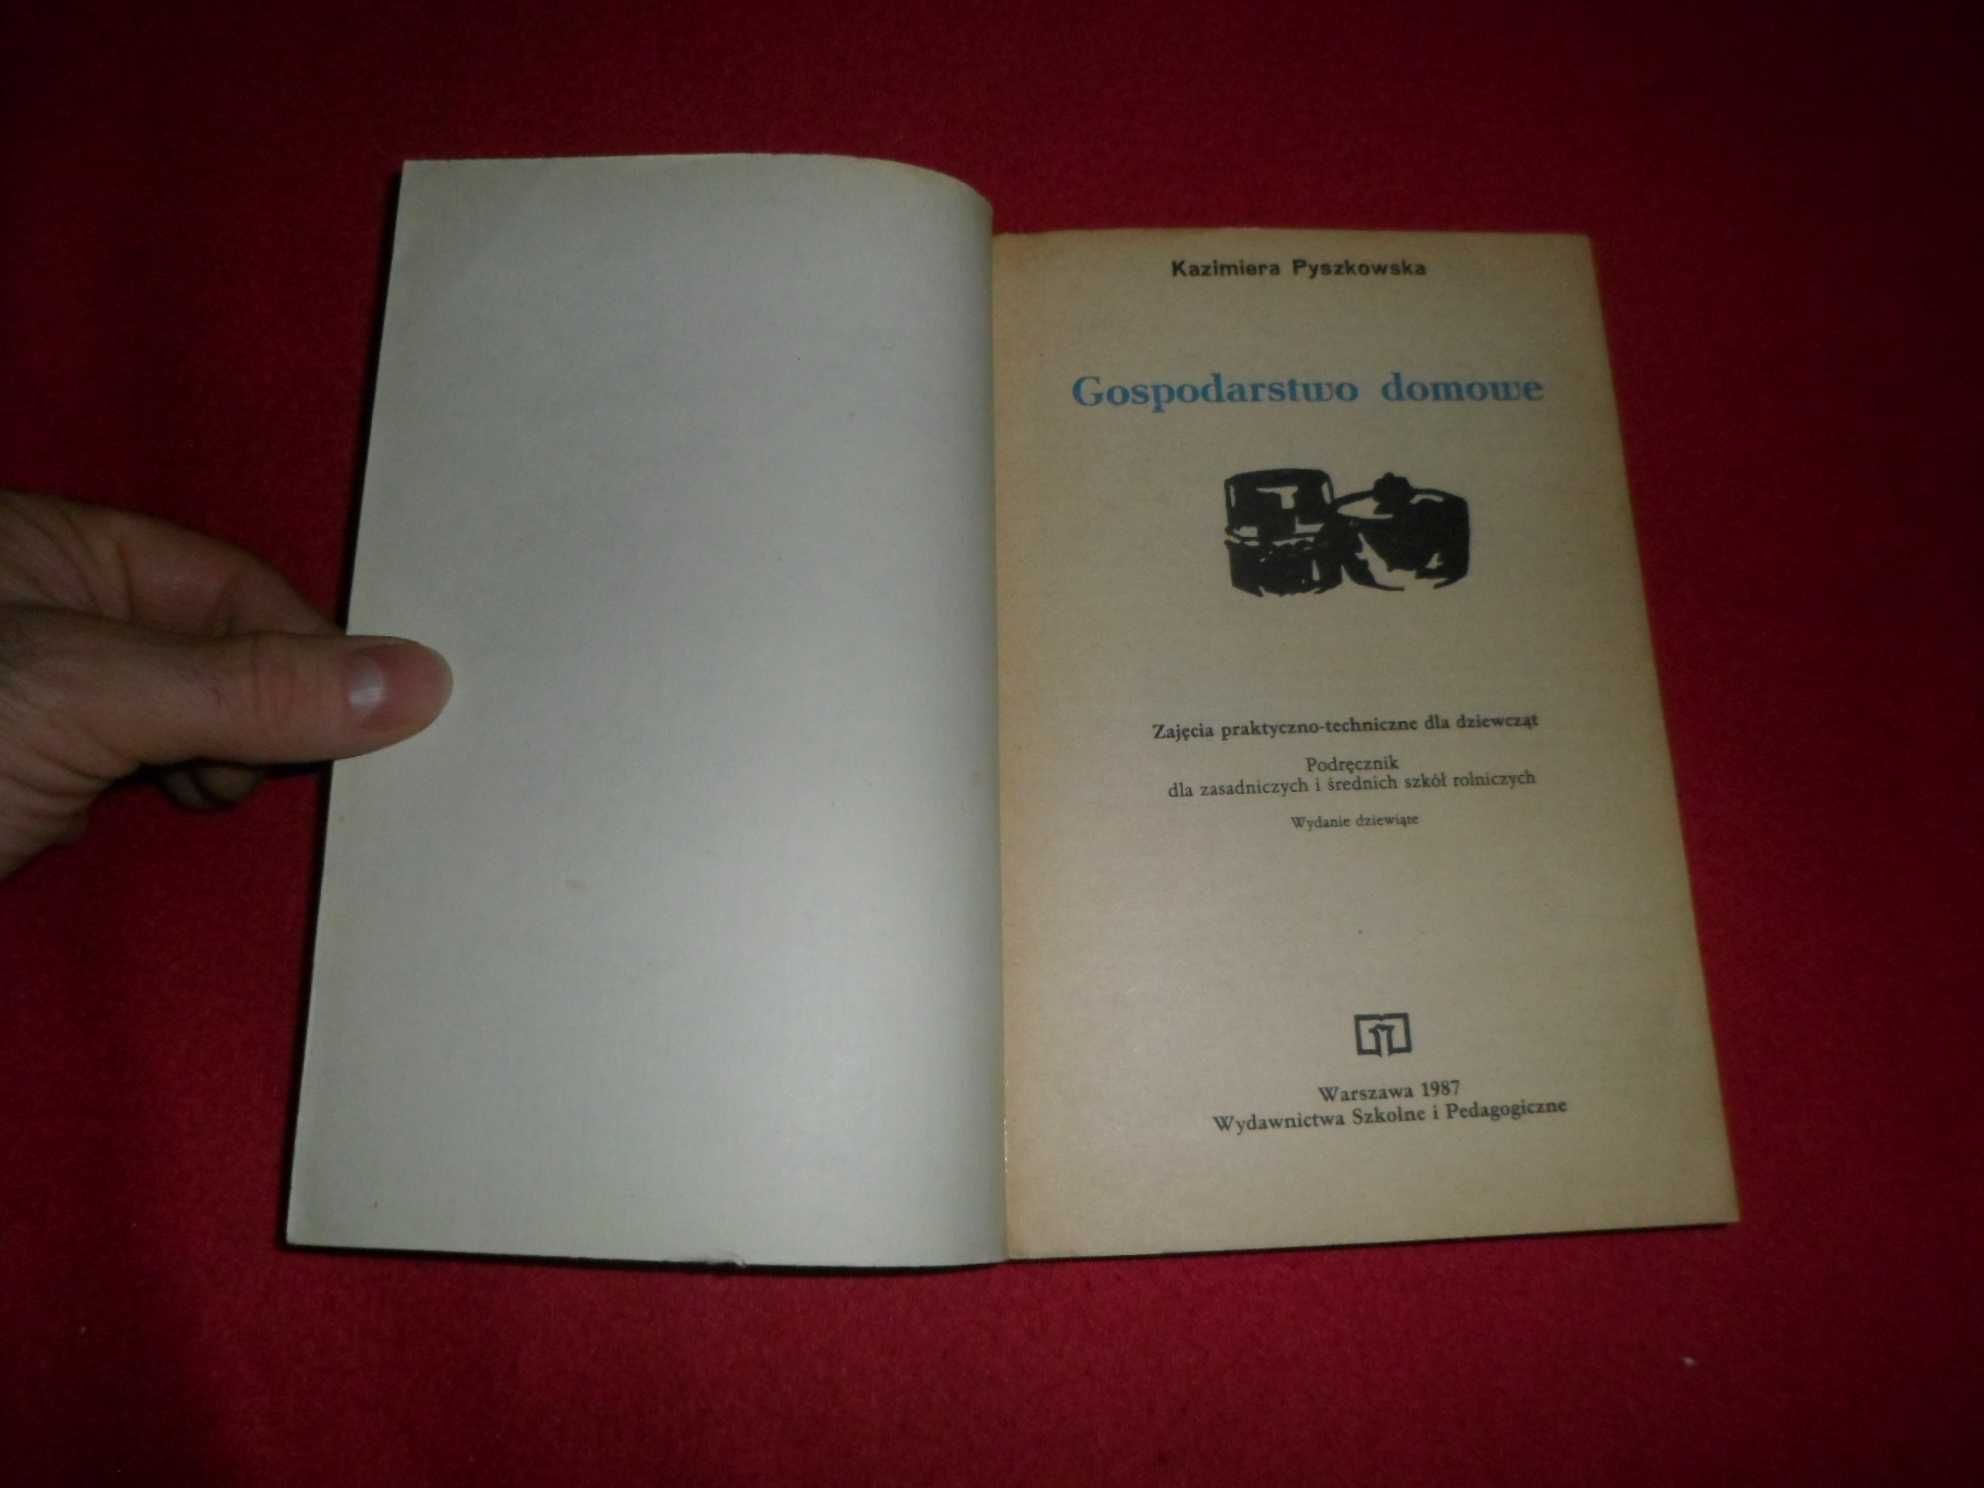 Kazimiera Pyszkowska
Gospodarstwo domowe
Zajęcia praktyczno-techniczne dla dziewcząt
Podręcznik
dla zasadniczych i średnich szkół rolniczych
Wydanie dziewiąte
Warszawa 1987
Wydawnictwa Szkolne i Pedagogiczne